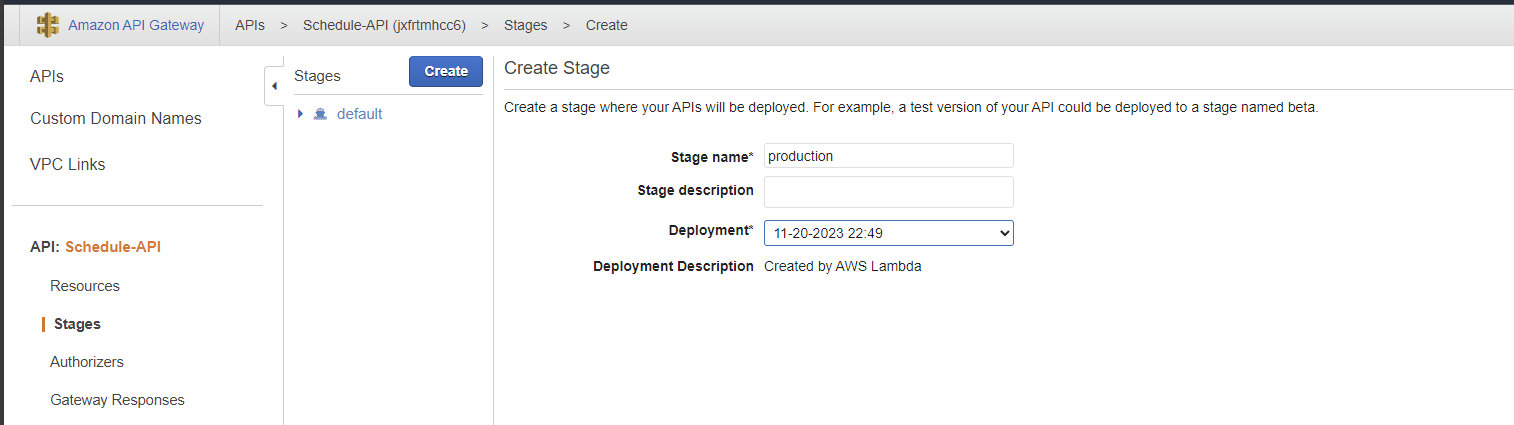 Amazon API Gateway APIs > Schedule-API (jxfrtmhcc6) > Stages > Create
APIs
Custom Domain Names
VPC Links
API: Schedule-API
Resources
Stages
Authorizers
Gateway Responses
Stages Create
default
Create Stage
Create a stage where your APIs will be deployed. For example, a test version of your API could be deployed to a stage named beta.
Stage name* production
Stage description
Deployment* 11-20-2023 22:49
Deployment Description Created by AWS Lambda